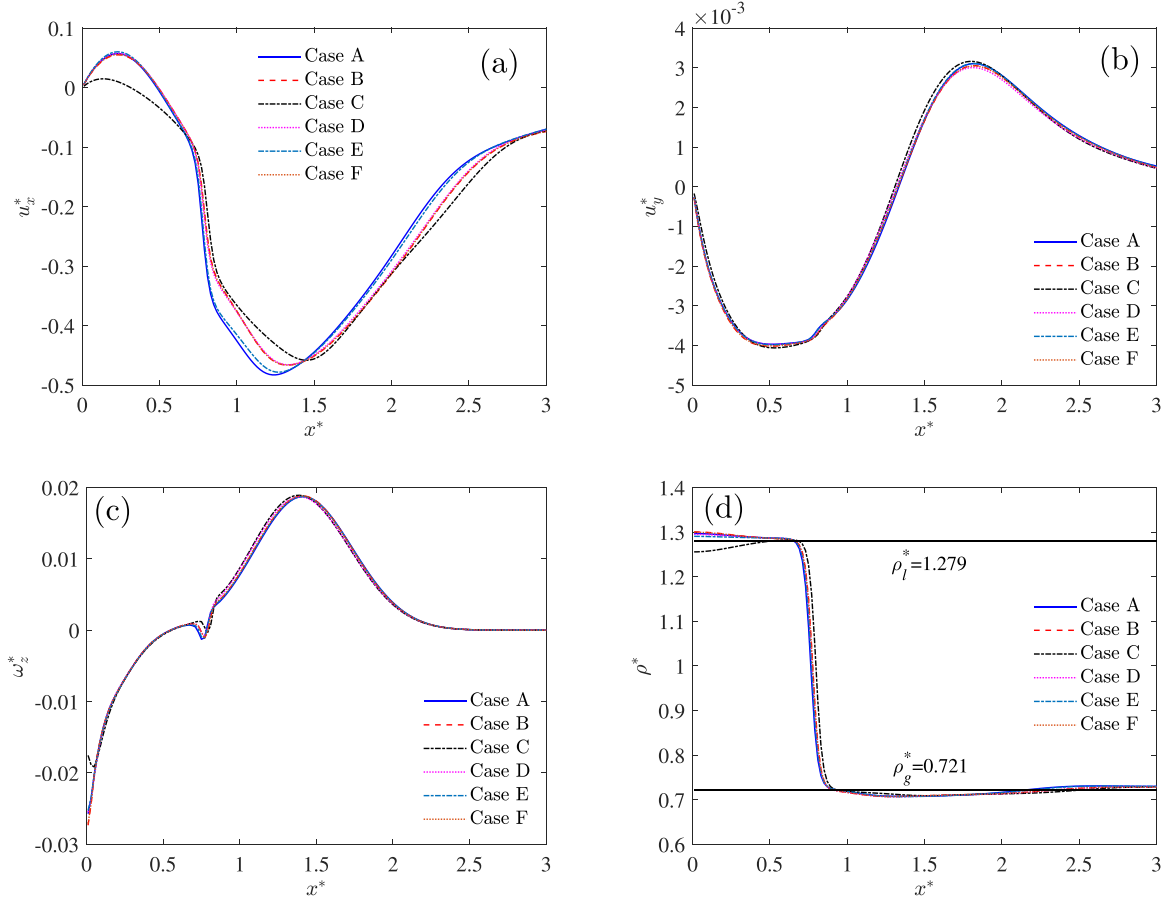 0.1
0
-0.1
-0.2
-0.3
-0.4
-0.5
0 0.5 1 1.5 2 2.5 3
u*x
x*
(a)
Case A
Case B
Case C
Case D
Case E
Case F
×10-3
4
3
2
1
0
-1
-2
-3
-4
-5
0 0.5 1 1.5 2 2.5 3
u*y
x*
(b)
Case A
Case B
Case C
Case D
Case E
Case F
0.02
0.01
0
-0.01
-0.02
-0.03
0 0.5 1 1.5 2 2.5 3
ω*z
x*
(c)
Case A
Case B
Case C
Case D
Case E
Case F
1.4
1.3
1.2
1.1
1
0.9
0.8
0.7
0.6
0 0.5 1 1.5 2 2.5 3
ρ*
x*
(d)
ρ*l=1.279
Case A
Case B
Case C
Case D
Case E
Case F
ρ*g=0.721